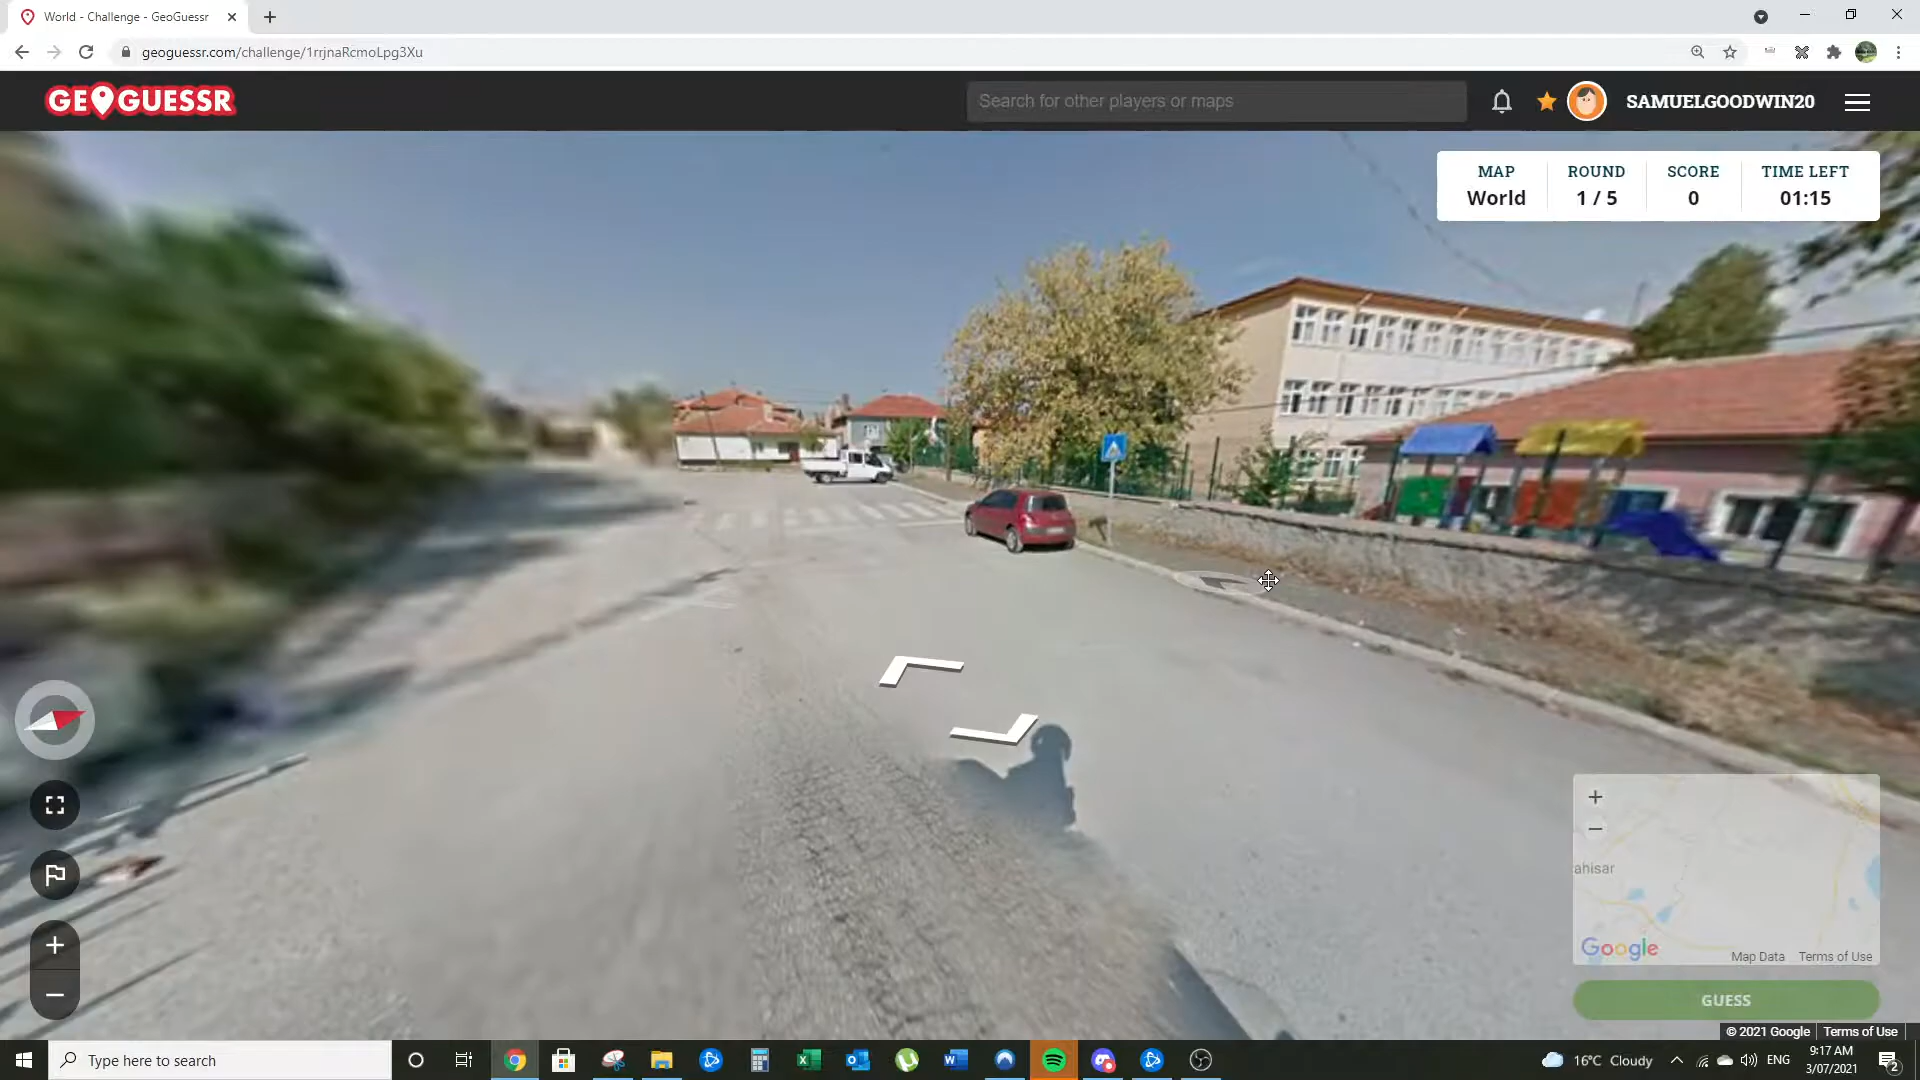 World - Challenge - GeoGuessr
geoguessr.com/challenge/1rrjnaRcmoLpg3Xu
GEOGUESSR
Search for other players or maps
SAMUELGOODWIN20
MAP ROUND SCORE TIME LEFT
World 1 / 5 0 01:15
ahisar
Google
Map Data Terms of Use
GUESS
© 2021 Google Terms of Use
Type here to search
16°C Cloudy
ENG
9:17 AM
3/07/2021
2